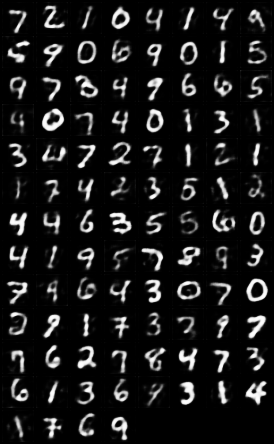 7 2 1 0 4 1 4 9
5 9 0 6 9 0 1 5
9 7 3 4 9 6 6 5
4 0 7 4 0 1 3 1
3 4 7 2 7 1 2 1
1 7 4 2 3 5 1 2
4 4 6 3 5 5 6 0
4 1 9 5 7 8 9 3
7 4 6 4 3 0 7 0
2 9 1 7 3 2 9 7
7 6 2 7 8 4 7 3
6 1 3 6 9 3 1 4
1 7 6 9